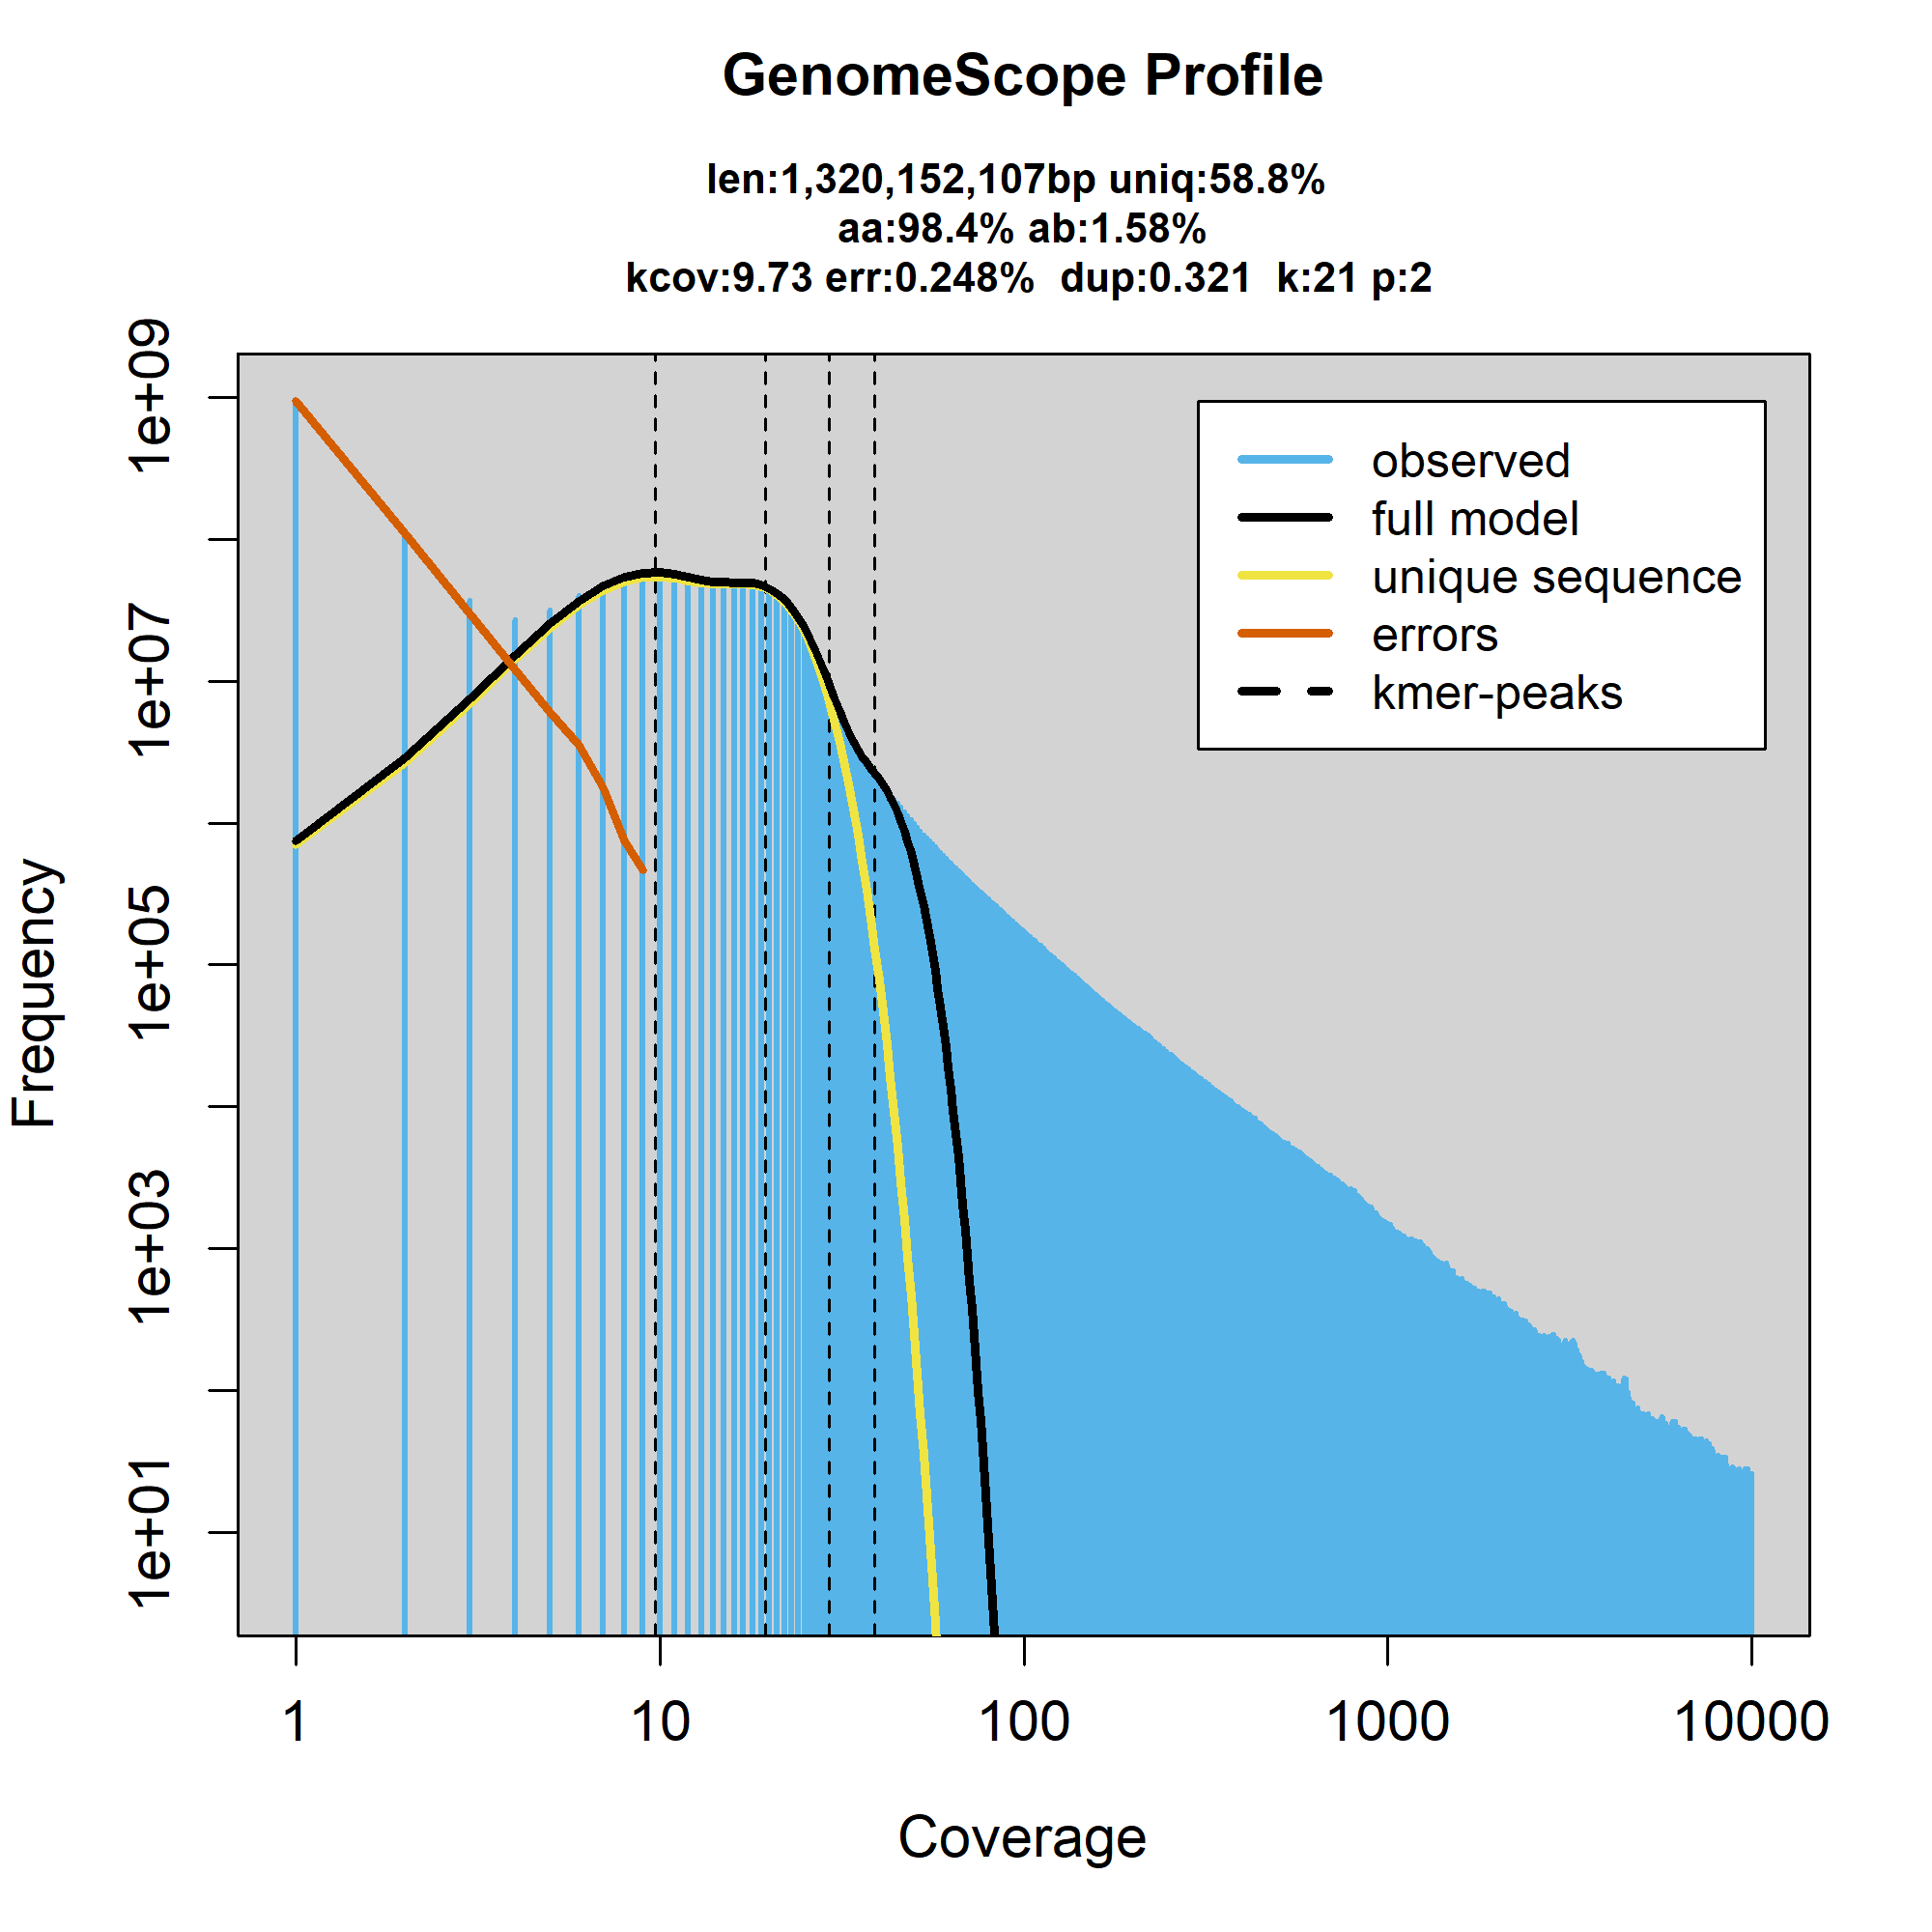 GenomeScope Profile
len:1,320,152,107bp uniq:58.8%
aa:98.4% ab:1.58%
kcov:9.73 err:0.248%  dup:0.321  k:21 p:2
Frequency
1e+09
1e+07
1e+05
1e+03
1e+01
observed
full model
unique sequence
errors
kmer-peaks
1 10 100 1000 10000
Coverage